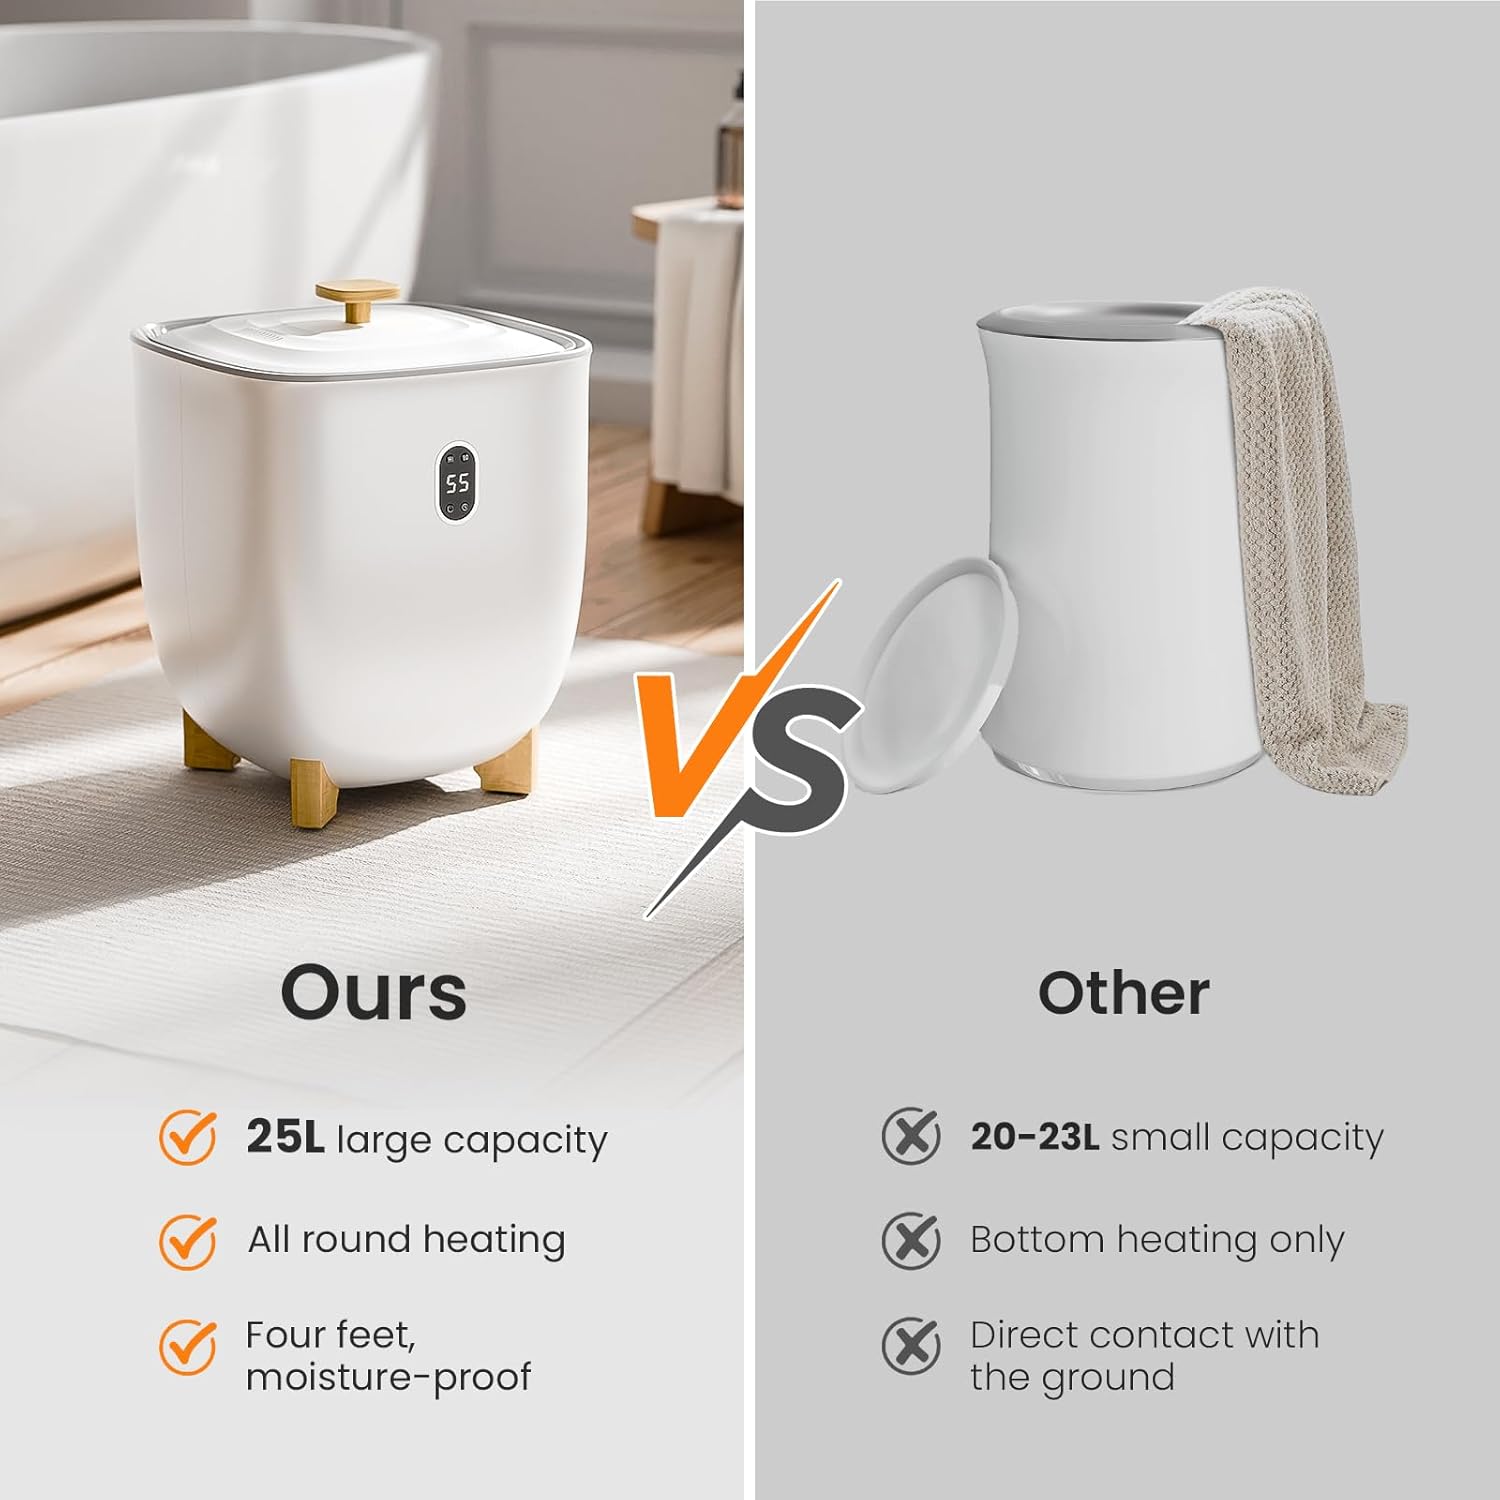 55
VS
Ours
25L large capacity
All round heating
Four feet,
moisture-proof
Other
20-23L small capacity
Bottom heating only
Direct contact with
the ground